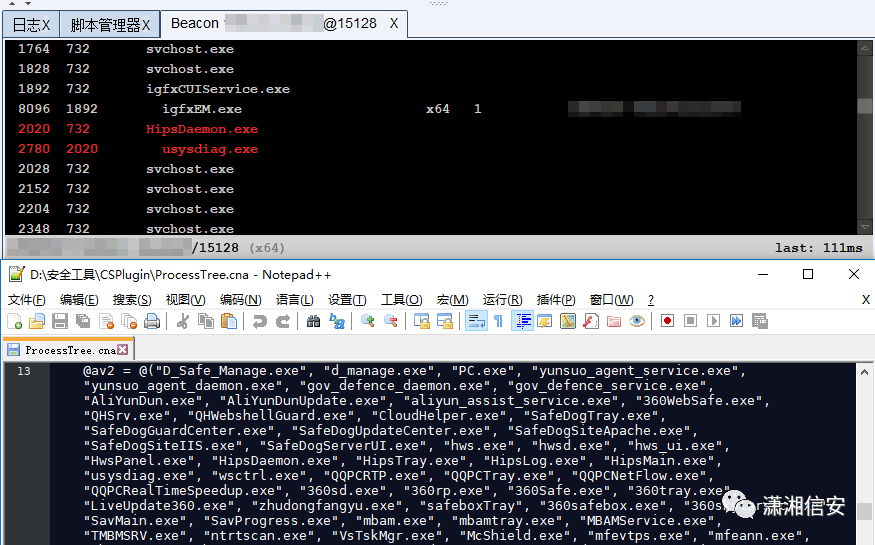 日志X 脚本管理器X Beacon @15128 X
1764 732 svchost.exe
1828 732 svchost.exe
1892 732 igfxCUIService.exe
8096 1892 igfxEM.exe x64 1
2020 732 HipsDaemon.exe
2780 2020 usysdiag.exe
2028 732 svchost.exe
2152 732 svchost.exe
2204 732 svchost.exe
2348 732 svchost.exe
/15128 (x64) last: 111ms
D:\安全工具\CSPlugin\ProcessTree.cna - Notepad++
文件(F) 编辑(E) 搜索(S) 视图(V) 编码(N) 语言(L) 设置(T) 工具(O) 宏(M) 运行(R) 插件(P) 窗口(W) ? X
ProcessTree.cna
13 @av2 = @("D_Safe_Manage.exe", "d_manage.exe", "PC.exe", "yunsuo_agent_service.exe",
"yunsuo_agent_daemon.exe", "gov_defence_daemon.exe", "gov_defence_service.exe",
"AliYunDun.exe", "AliYunDunUpdate.exe", "aliyun_assist_service.exe", "360WebSafe.exe",
"QHSrv.exe", "QHWebshellGuard.exe", "CloudHelper.exe", "SafeDogTray.exe",
"SafeDogGuardCenter.exe", "SafeDogUpdateCenter.exe", "SafeDogSiteApache.exe",
"SafeDogSiteIIS.exe", "SafeDogServerUI.exe", "hws.exe", "hwsd.exe", "hws_ui.exe",
"HwsPanel.exe", "HipsDaemon.exe", "HipsTray.exe", "HipsLog.exe", "HipsMain.exe",
"usysdiag.exe", "wsctrl.exe", "QQPCRTP.exe", "QQPCTray.exe", "QQPCNetFlow.exe",
"QQPCRealTimeSpeedup.exe", "360sd.exe", "360rp.exe", "360Safe.exe", "360tray.exe",
"LiveUpdate360.exe", "zhudongfangyu.exe", "safeboxTray", "360safebox.exe",
"SavMain.exe", "SavProgress.exe", "mbam.exe", "mbamtray.exe", "MBAMService.exe",
"TMBMSRV.exe", "ntrtscan.exe", "VsTskMgr.exe", "McShield.exe", "mfevtps.exe", "mfeann.exe",
潇湘信安